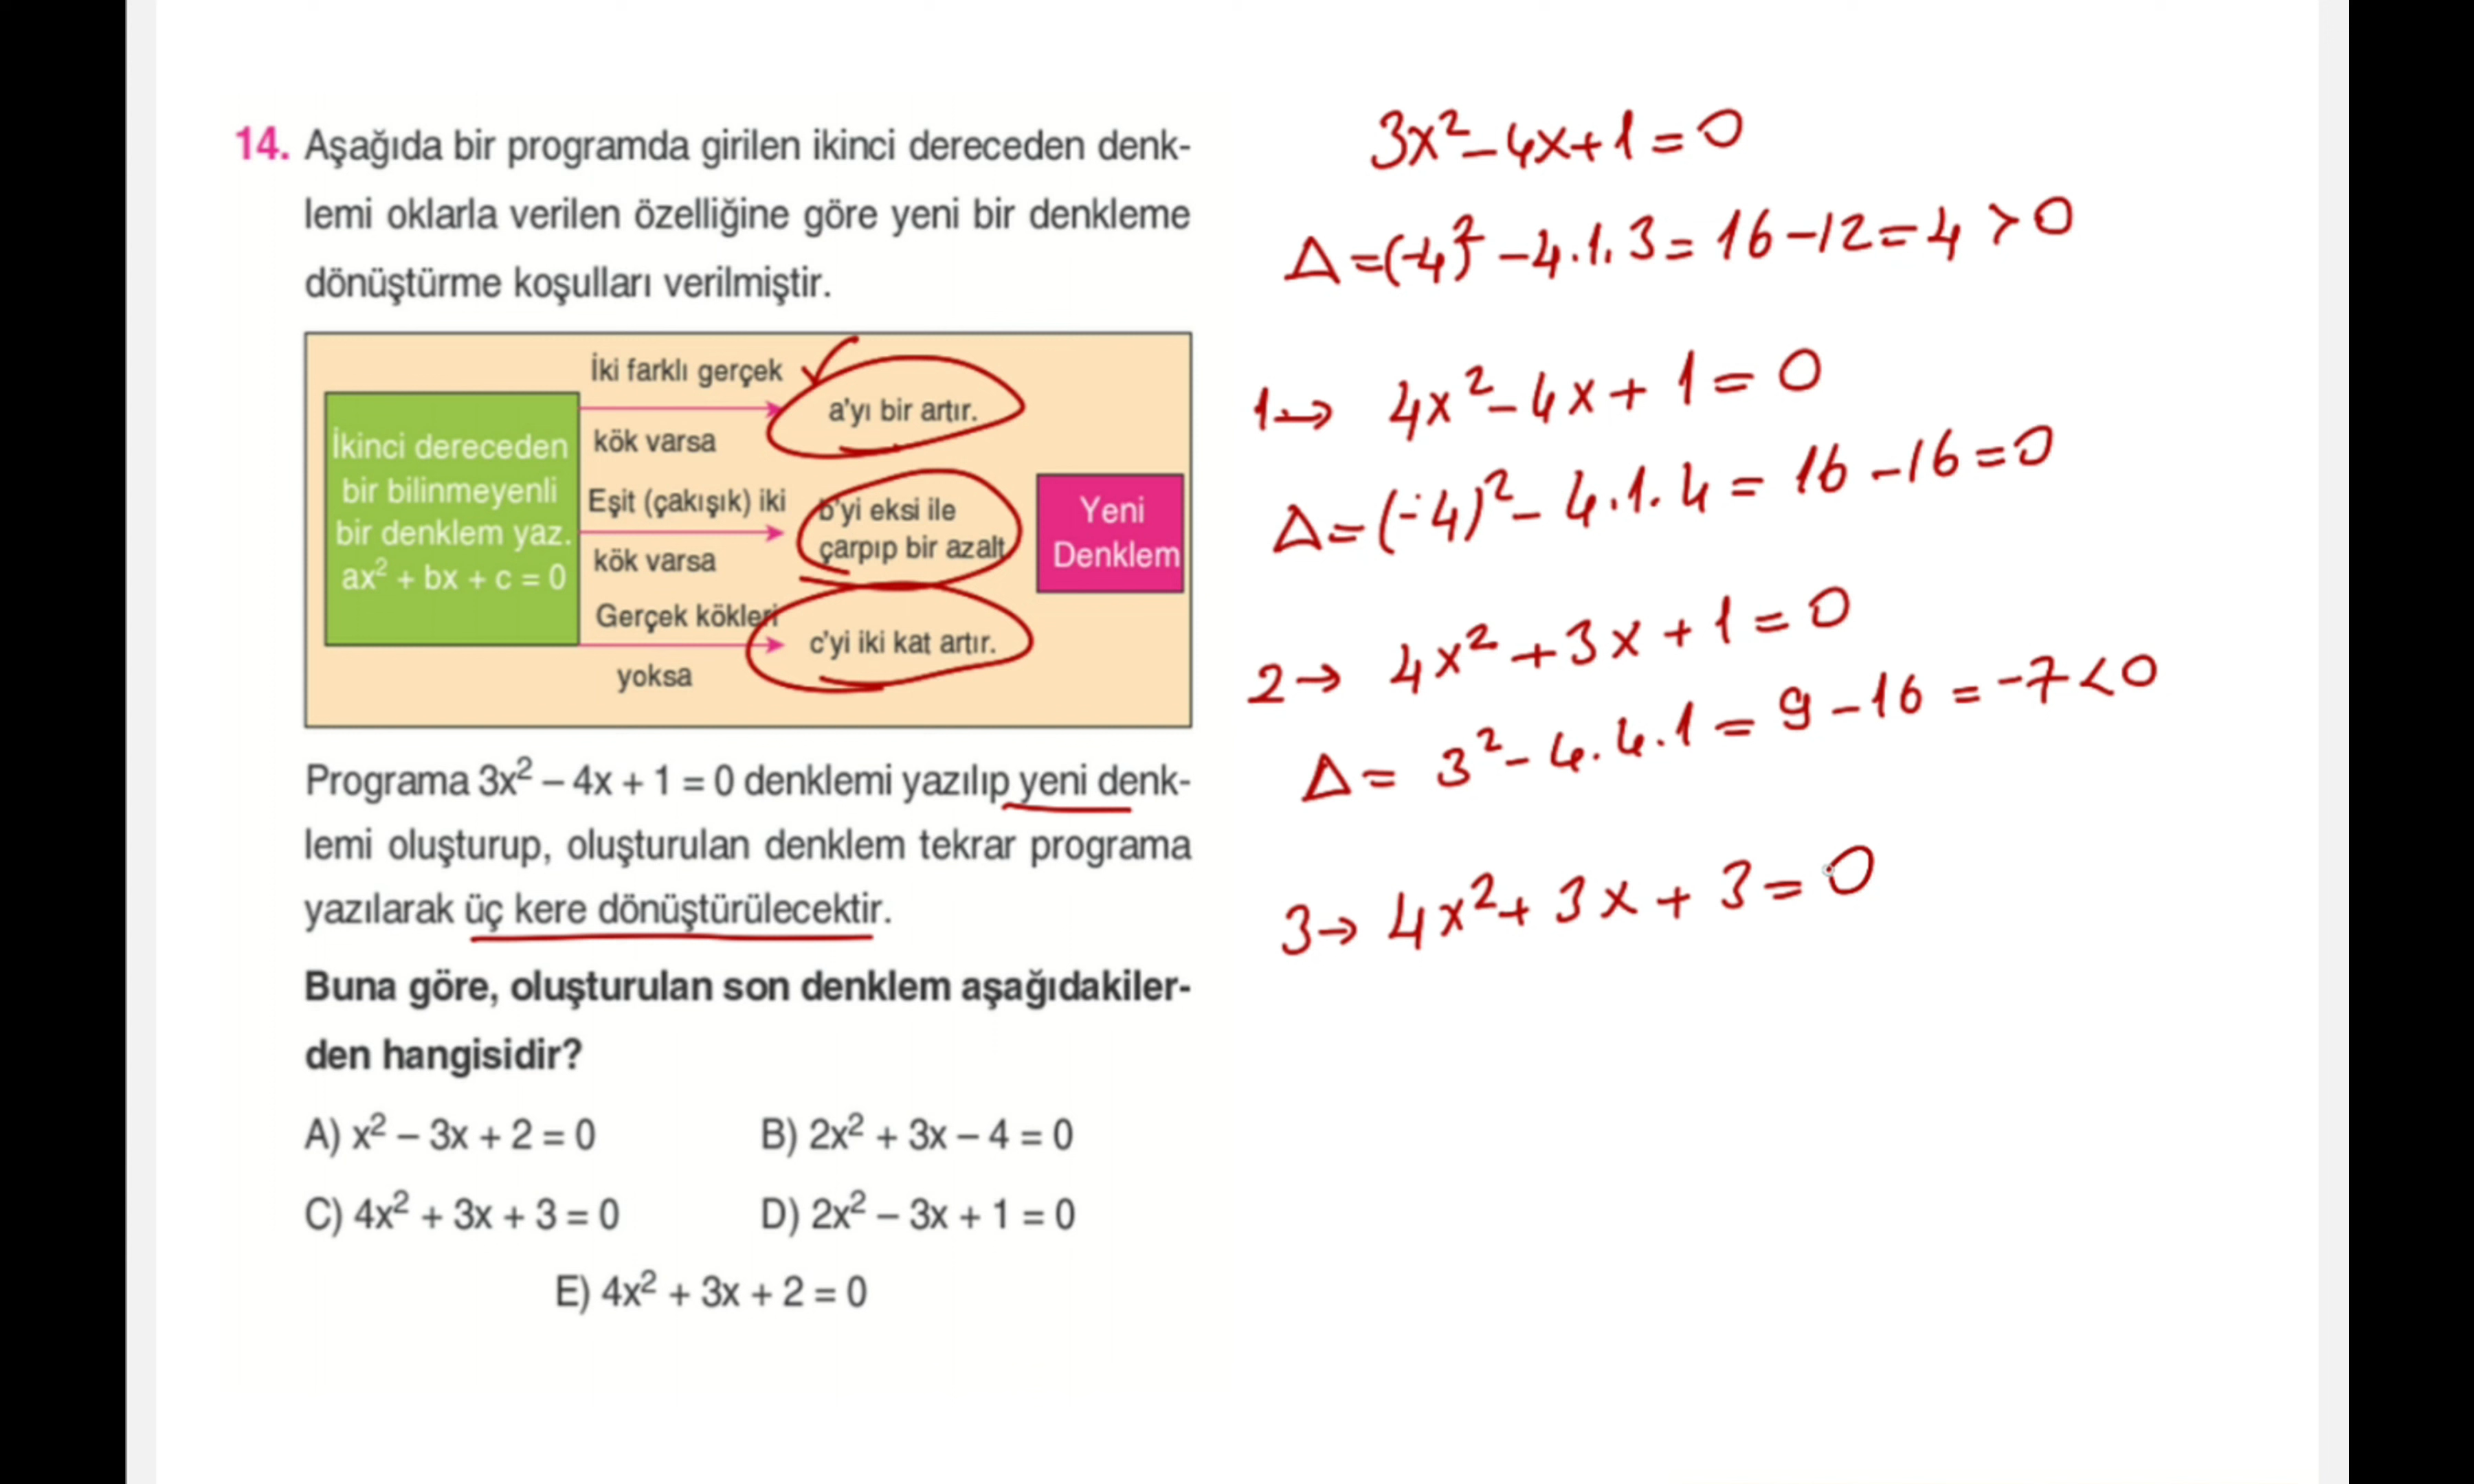 14. Aşağıda bir programda girilen ikinci dereceden denk-
lemi oklarla verilen özelliğine göre yeni bir denkleme
dönüştürme koşulları verilmiştir.
İkinci dereceden
bir bilinmeyenli
bir denklem yaz.
ax² + bx + c = 0
İki farklı gerçek
kök varsa
a'yı bir artır.
Eşit (çakışık) iki
kök varsa
b'yi eksi ile
çarpıp bir azalt
Gerçek kökleri
yoksa
c'yi iki kat artır.
Yeni
Denklem
Programa 3x² – 4x + 1 = 0 denklemi yazılıp yeni denk-
lemi oluşturup, oluşturulan denklem tekrar programa
yazılarak üç kere dönüştürülecektir.
Buna göre, oluşturulan son denklem aşağıdakiler-
den hangisidir?
A) x² – 3x + 2 = 0
B) 2x² + 3x – 4 = 0
C) 4x² + 3x + 3 = 0
D) 2x² – 3x + 1 = 0
E) 4x² + 3x + 2 = 0
3x² – 4x + 1 = 0
Δ = (-4)² – 4.1.3 = 16 – 12 = 4 > 0
1→ 4x² – 4x + 1 = 0
Δ = (-4)² – 4.1.4 = 16 – 16 = 0
2→ 4x² + 3x + 1 = 0
Δ = 3² – 4.4.1 = 9 – 16 = -7 < 0
3→ 4x² + 3x + 3 = 0